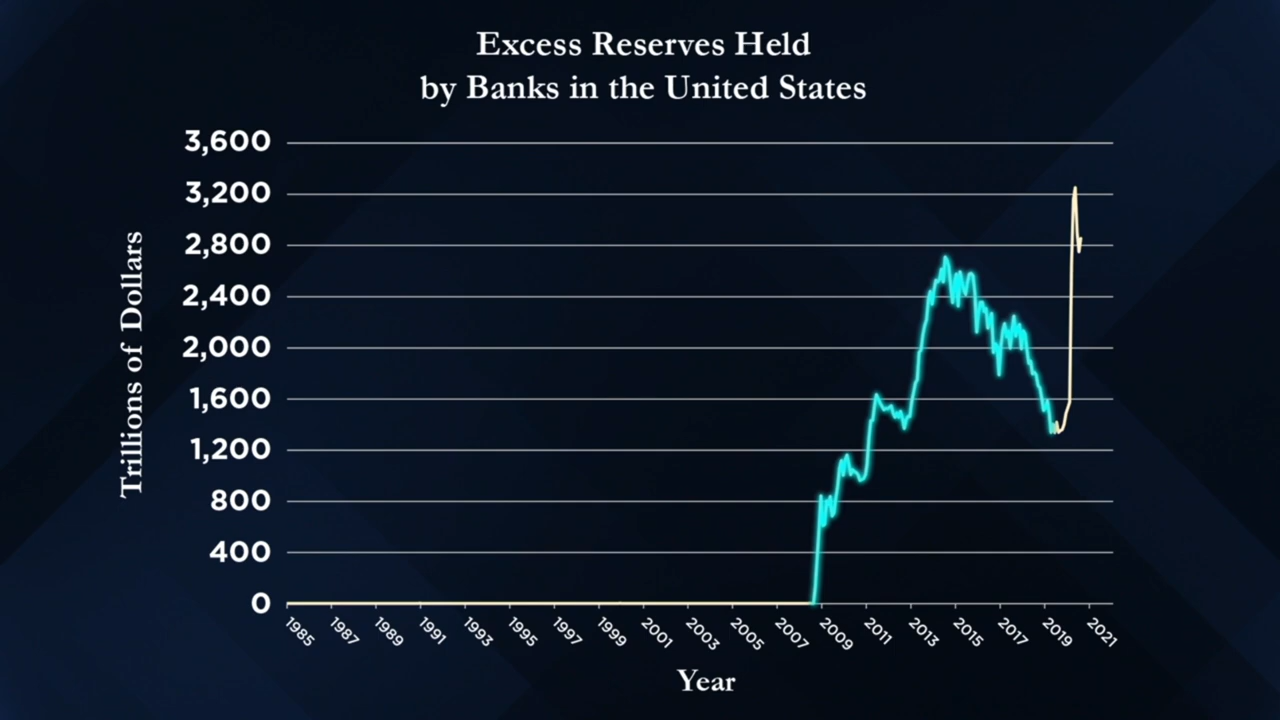 Excess Reserves Held
by Banks in the United States
Trillions of Dollars
3,600
3,200
2,800
2,400
2,000
1,600
1,200
800
400
0
1985 1987 1989 1991 1993 1995 1997 1999 2001 2003 2005 2007 2009 2011 2013 2015 2017 2019 2021
Year